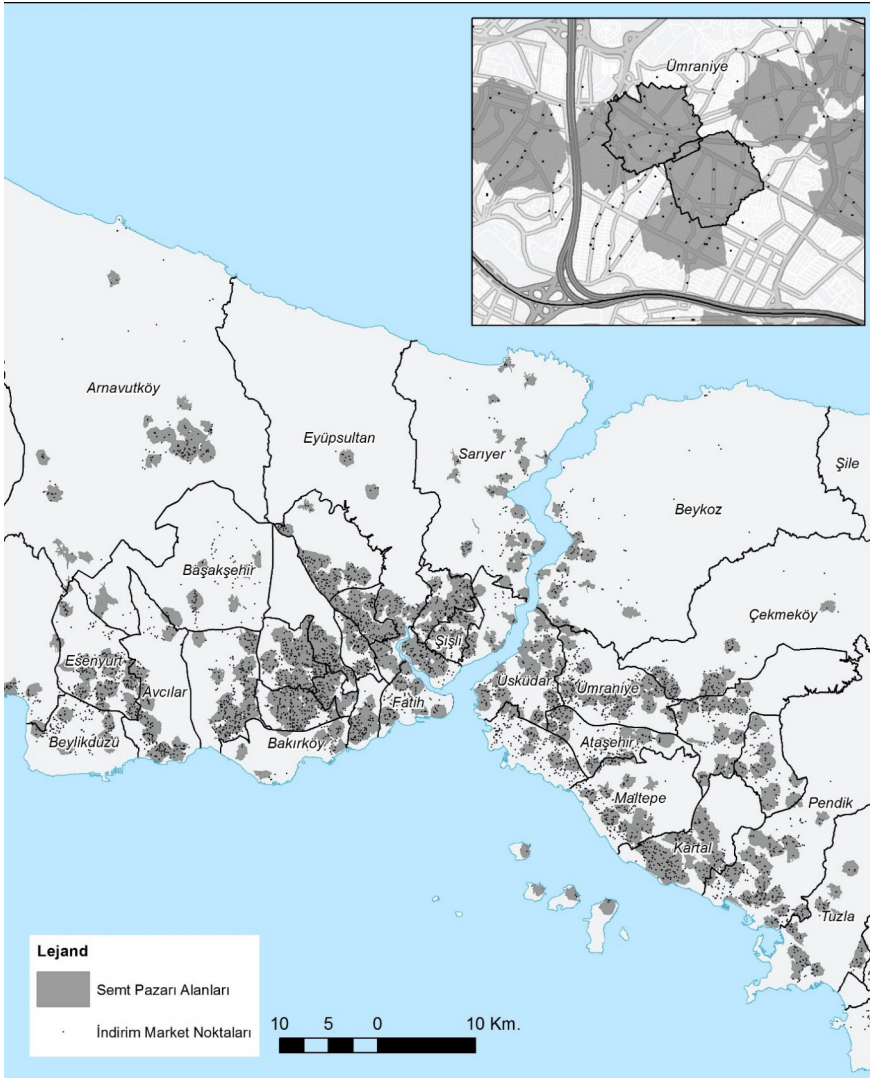 Ümraniye
Arnavutköy
Eyüpsultan
Sarıyer
Şile
Beykoz
Başakşehir
Çekmeköy
Şişli
Esenyurt
Avcılar
Üsküdar
Ümraniye
Fatih
Beylikdüzü
Bakırköy
Ataşehir
Maltepe
Pendik
Kartal
Tuzla
Lejand
Semt Pazarı Alanları
İndirim Market Noktaları
10 5 0 10 Km.